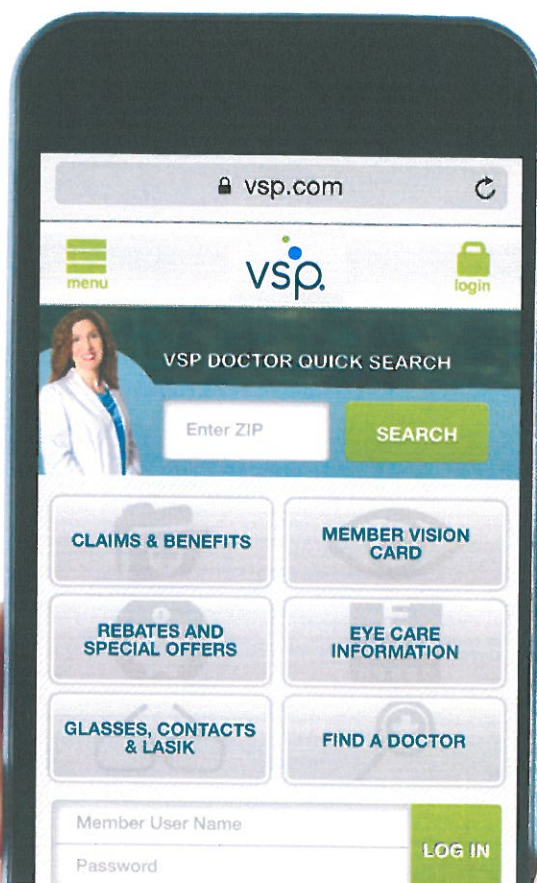 vsp.com
menu
vsp.
login
VSP DOCTOR QUICK SEARCH
Enter ZIP
SEARCH
CLAIMS & BENEFITS
MEMBER VISION
CARD
REBATES AND
SPECIAL OFFERS
EYE CARE
INFORMATION
GLASSES, CONTACTS
& LASIK
FIND A DOCTOR
Member User Name
LOG IN
Password